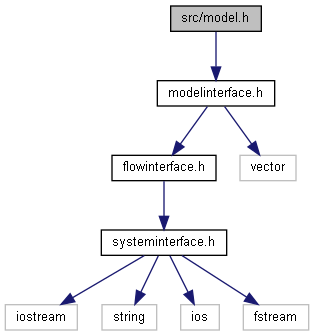 src/model.h
modelinterface.h
flowinterface.h
vector
systeminterface.h
iostream
string
ios
fstream